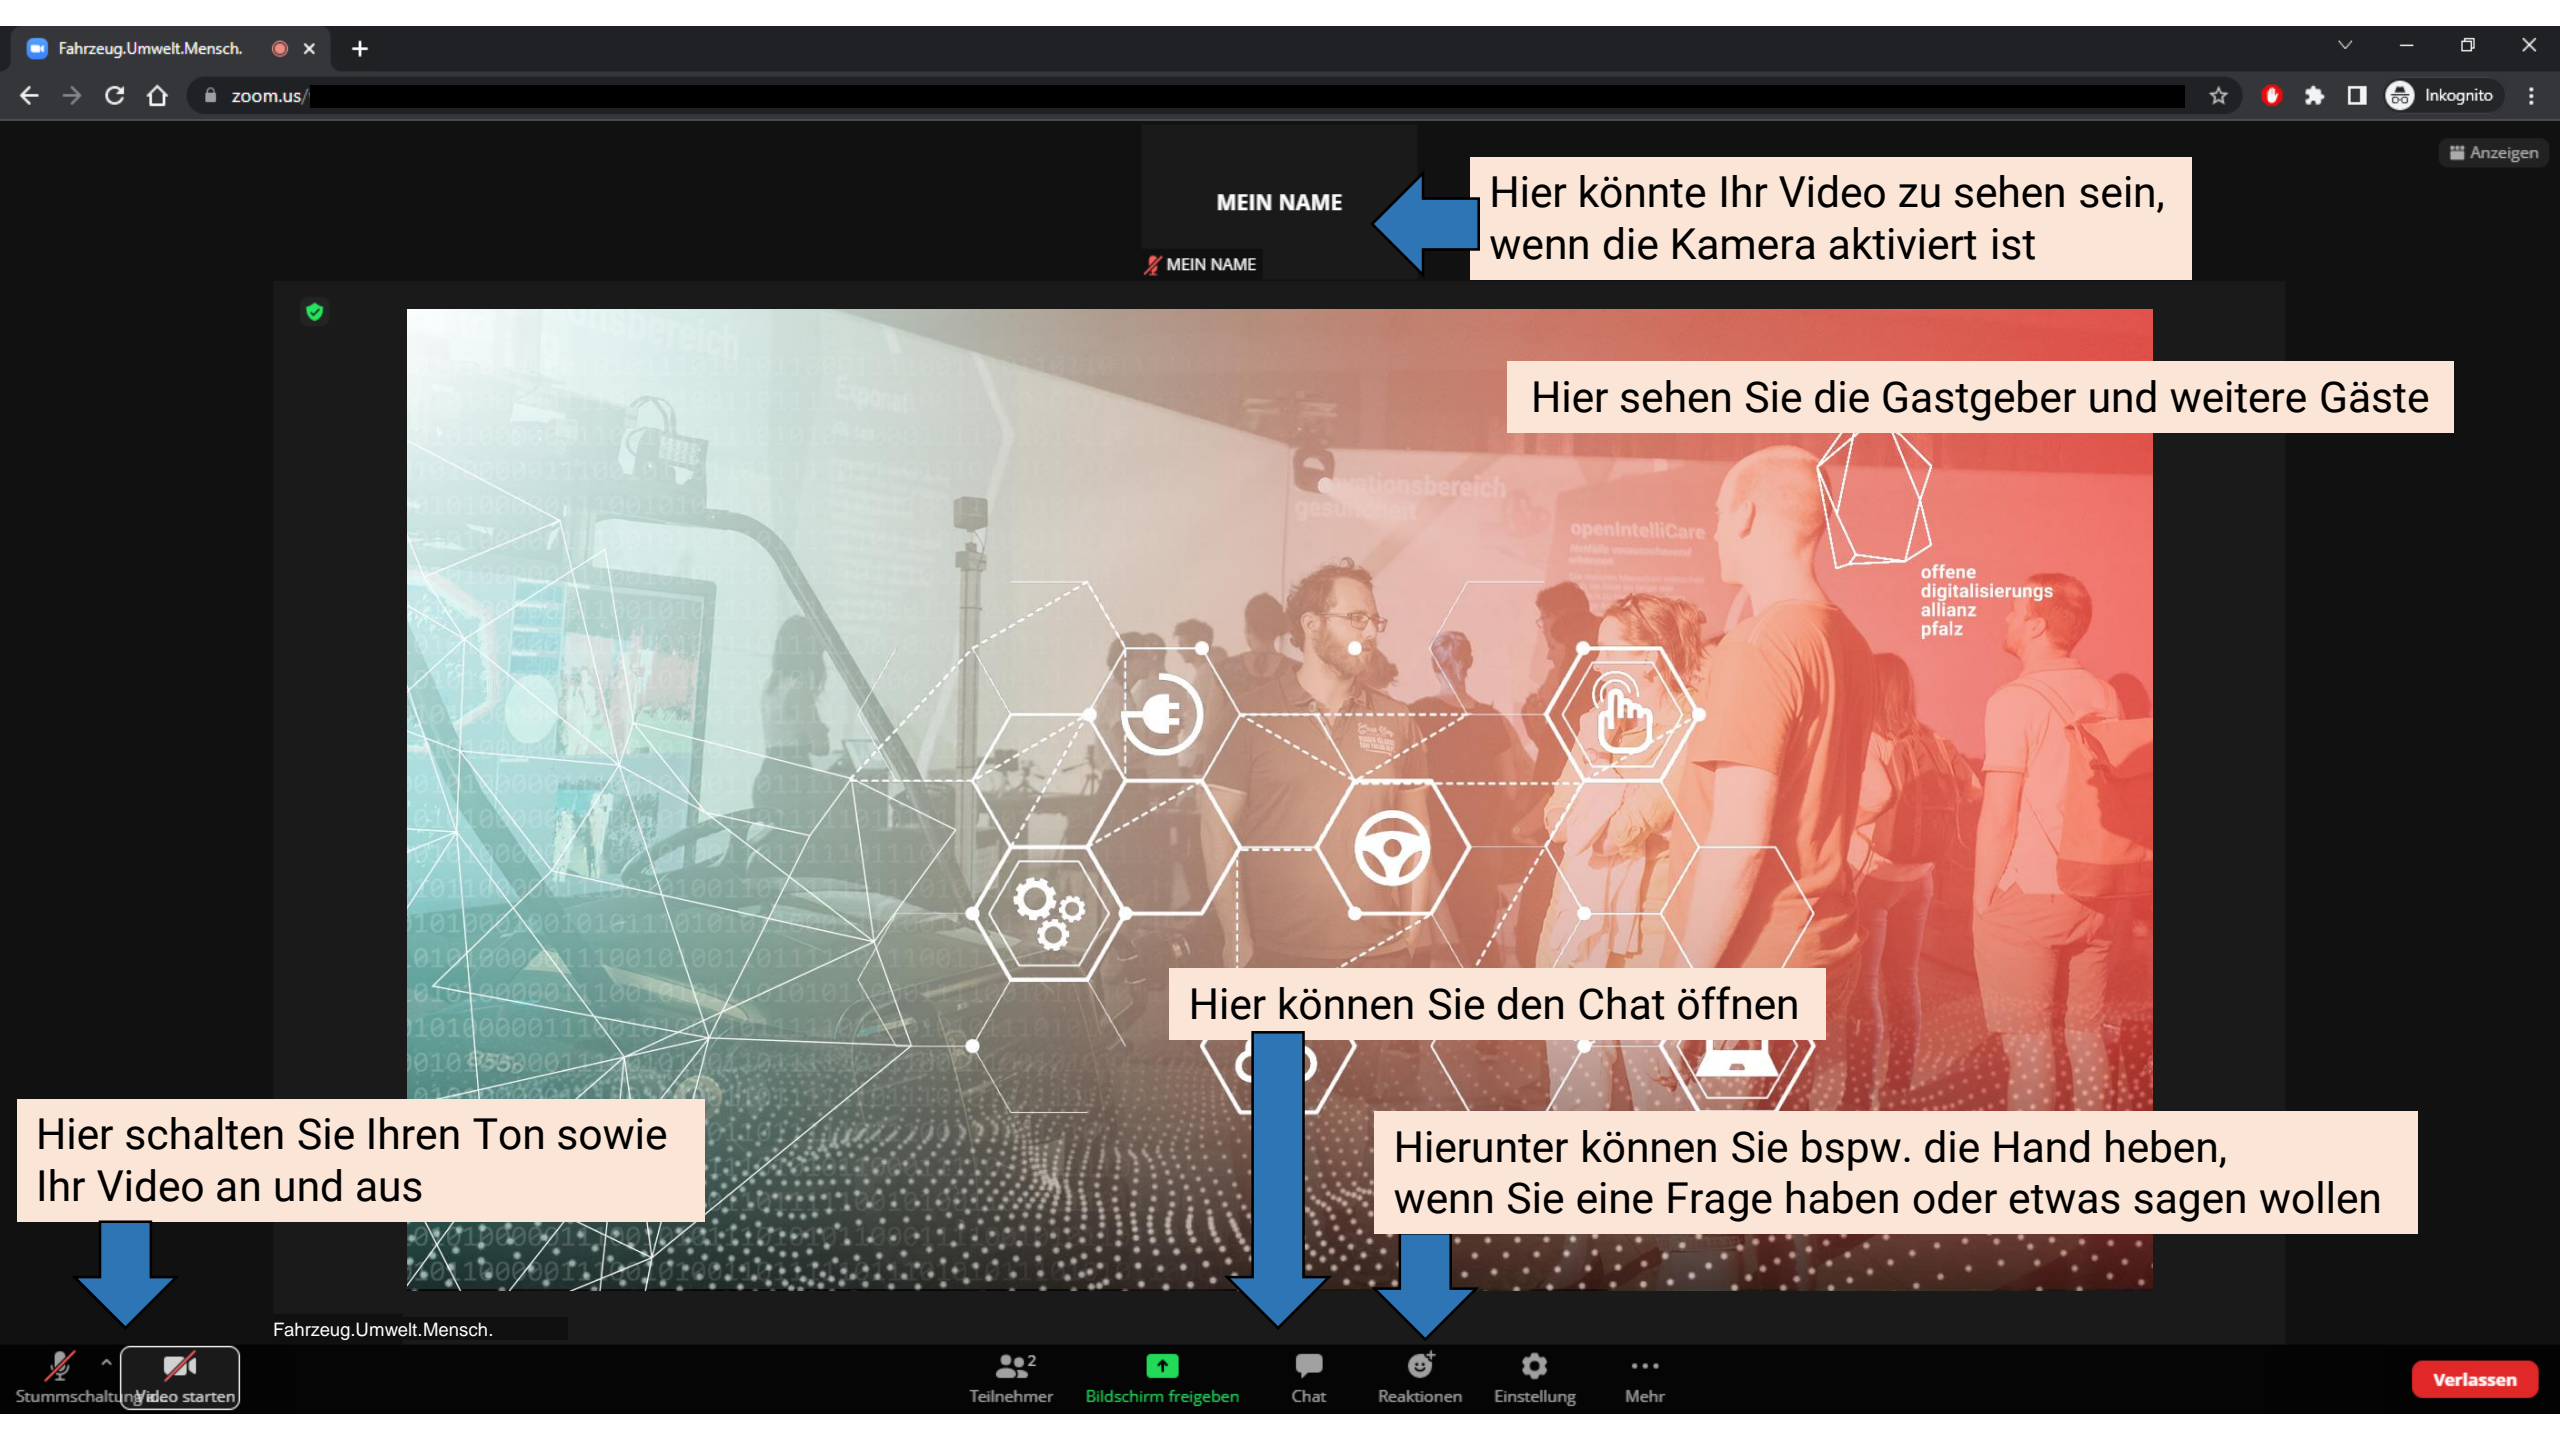 Fahrzeug.Umwelt.Mensch.
zoom.us/
Inkognito
Anzeigen
MEIN NAME
MEIN NAME
Hier könnte Ihr Video zu sehen sein,
wenn die Kamera aktiviert ist
Hier sehen Sie die Gastgeber und weitere Gäste
Exponat
openIntelliCare
offene
digitalisierungs
allianz
pfalz
Hier können Sie den Chat öffnen
Hier schalten Sie Ihren Ton sowie
Ihr Video an und aus
Hierunter können Sie bspw. die Hand heben,
wenn Sie eine Frage haben oder etwas sagen wollen
Fahrzeug.Umwelt.Mensch.
Video starten
2
Teilnehmer
Bildschirm freigeben
Chat
Reaktionen
Einstellung
Mehr
Verlassen